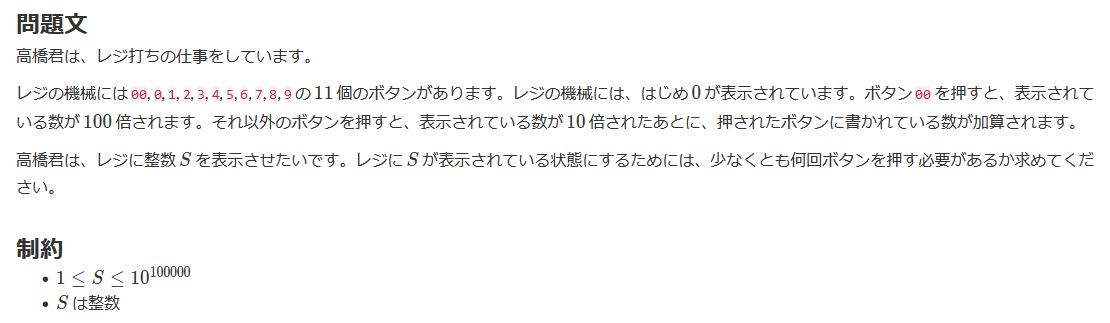 問題文
高橋君は、レジ打ちの仕事をしています。
レジの機械には 00, 0, 1, 2, 3, 4, 5, 6, 7, 8, 9 の 11 個のボタンがあります。レジの機械には、はじめ 0 が表示されています。ボタン 00 を押すと、表示されて
いる数が 100 倍されます。それ以外のボタンを押すと、表示されている数が 10 倍されたあとに、押されたボタンに書かれている数が加算されます。
高橋君は、レジに整数 S を表示させたいです。レジに S が表示されている状態にするためには、少なくとも何回ボタンを押す必要があるか求めてくだ
さい。
制約
• 1 ≤ S ≤ 10^100000
• S は整数